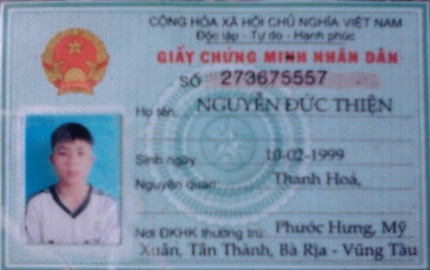 CỘNG HÒA XÃ HỘI CHỦ NGHĨA VIỆT NAM
Độc lập - Tự do - Hạnh phúc
GIẤY CHỨNG MINH NHÂN DÂN
SỐ 273675557
Họ tên: NGUYỄN ĐỨC THIỆN
Sinh ngày 10-02-1999
Nguyên quán: Thanh Hoá,
Nơi ĐKHK thường trú: Phước Hưng, Mỹ
Xuân, Tân Thành, Bà Rịa - Vũng Tàu